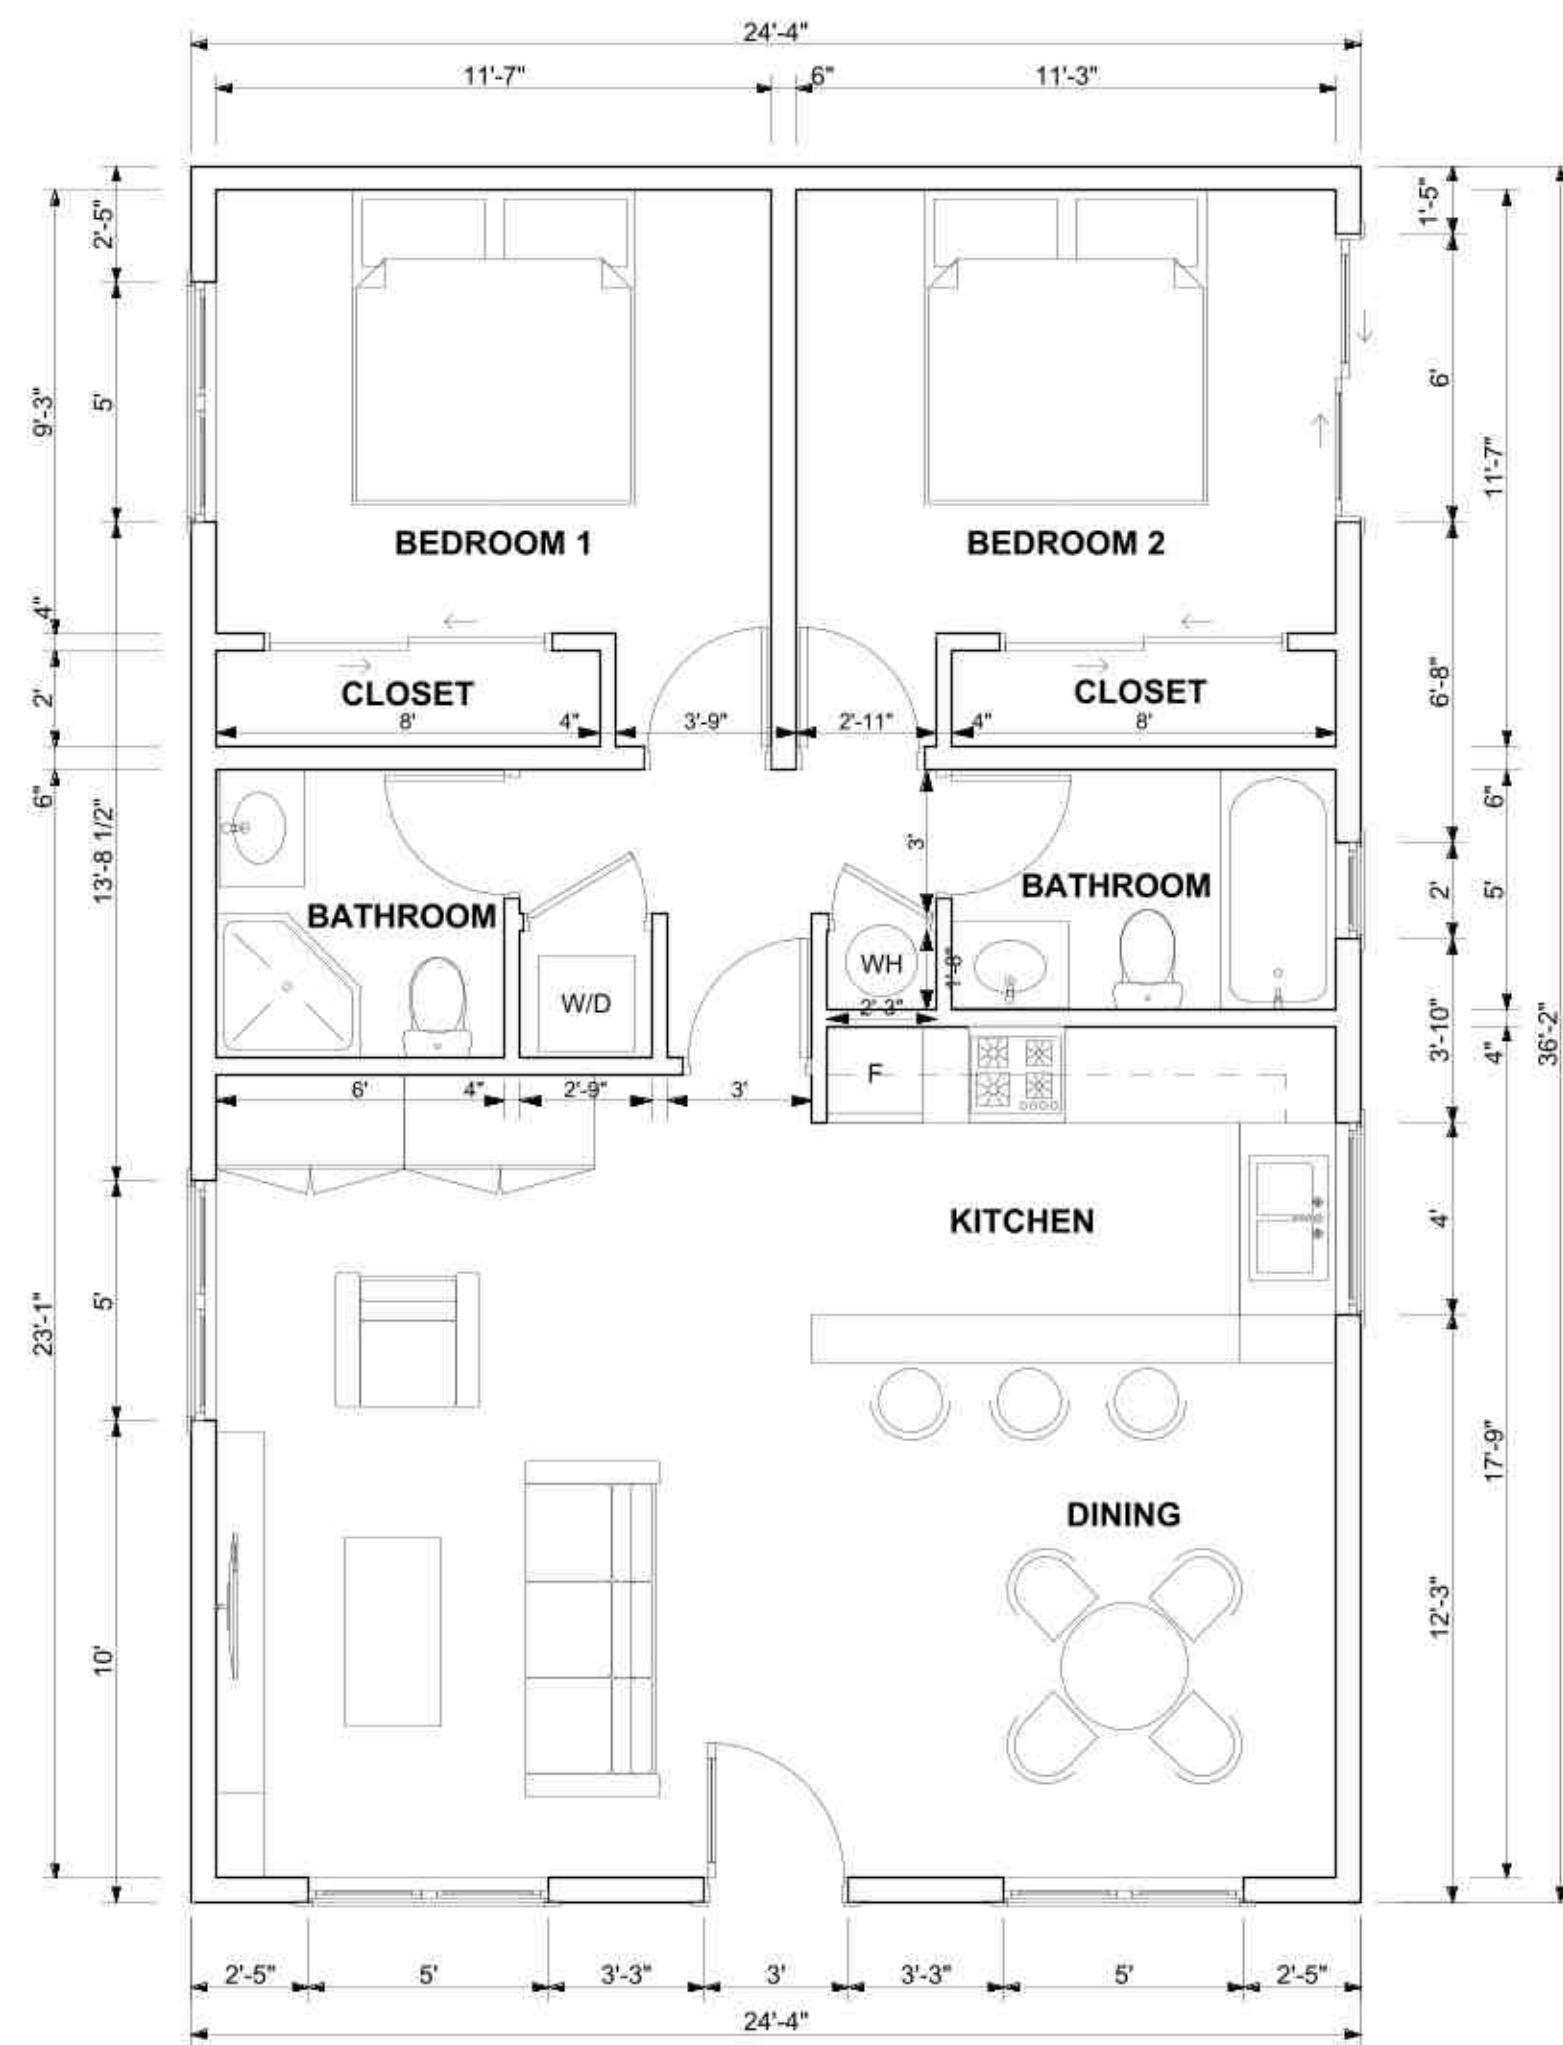 24'-4"
11'-7" 6" 11'-3"
2'-5"
5'
13'-8 1/2"
5'
10'
9'-3"
4"
2'
6"
23'-1"
1'-5"
6'
6'-8"
2'
3'-10"
4'
12'-3"
11'-7"
6"
5'
4"
17'-9"
36'-2"
BEDROOM 1 BEDROOM 2
CLOSET CLOSET
8' 4" 3'-9" 2'-11" 4" 8'
3'
BATHROOM BATHROOM
WH
1'-8"
W/D 2'-3"
F
6' 4" 2'-9" 3'
KITCHEN
DINING
2'-5" 5' 3'-3" 3' 3'-3" 5' 2'-5"
24'-4"